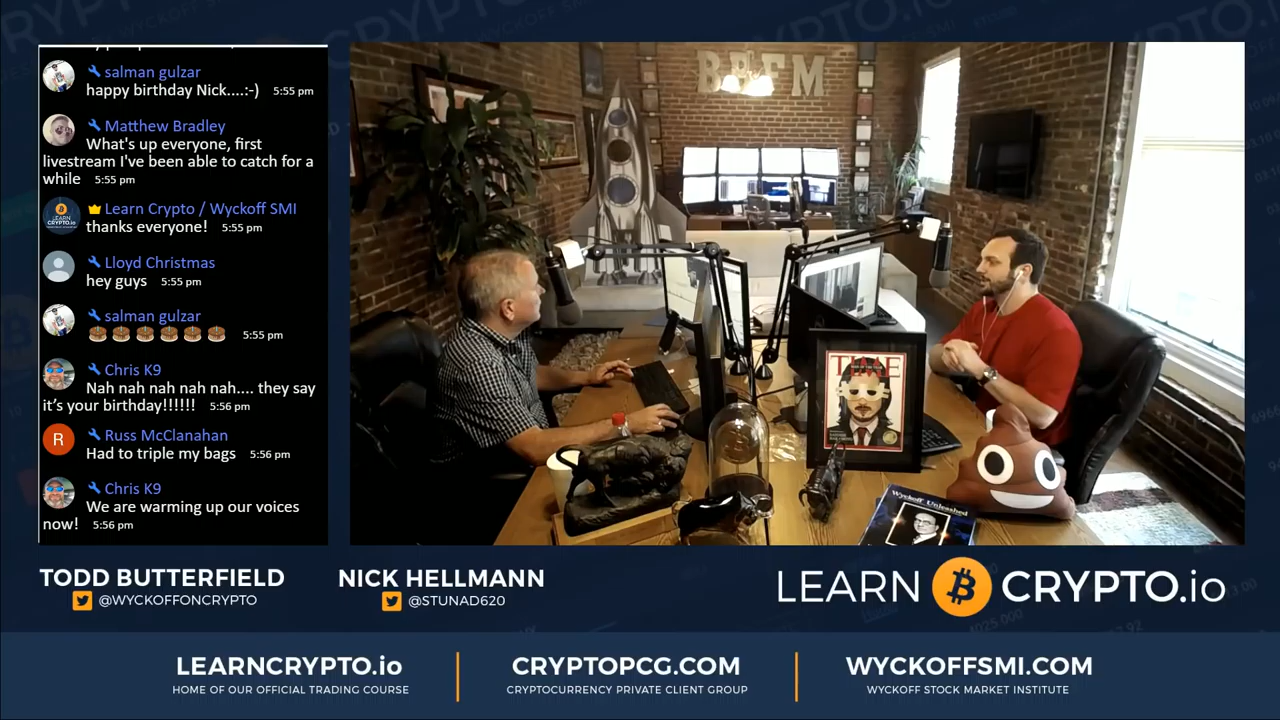 salman gulzar
happy birthday Nick....:-) 5:55 pm
Matthew Bradley
What's up everyone, first
livestream I've been able to catch for a
while 5:55 pm
Learn Crypto / Wyckoff SMI
thanks everyone! 5:55 pm
Lloyd Christmas
hey guys 5:55 pm
salman gulzar
5:55 pm
Chris K9
Nah nah nah nah nah.... they say
it's your birthday!!!!!! 5:56 pm
R
Russ McClanahan
Had to triple my bags 5:56 pm
Chris K9
We are warming up our voices
now! 5:56 pm
TIME
Wyckoff Unleashed
TODD BUTTERFIELD
@WYCKOFFONCRYPTO
NICK HELLMANN
@STUNAD620
LEARN CRYPTO.io
LEARNCRYPTO.io
HOME OF OUR OFFICIAL TRADING COURSE
CRYPTOPCG.COM
CRYPTOCURRENCY PRIVATE CLIENT GROUP
WYCKOFFSMI.COM
WYCKOFF STOCK MARKET INSTITUTE